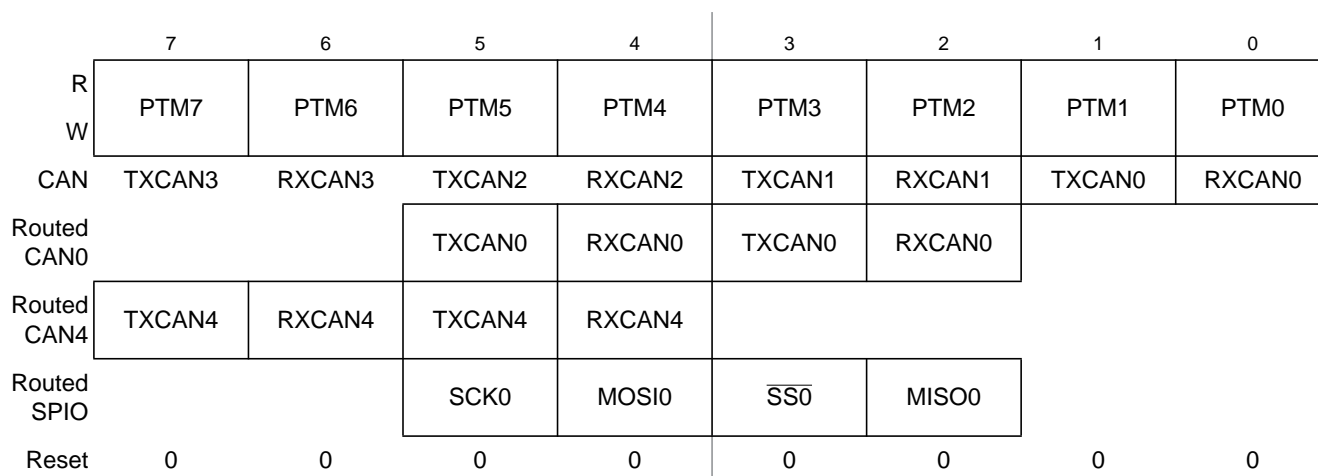 7 6 5 4 3 2 1 0
R
W
PTM7 PTM6 PTM5 PTM4 PTM3 PTM2 PTM1 PTM0
CAN TXCAN3 RXCAN3 TXCAN2 RXCAN2 TXCAN1 RXCAN1 TXCAN0 RXCAN0
Routed
CAN0 TXCAN0 RXCAN0 TXCAN0 RXCAN0
Routed
CAN4 TXCAN4 RXCAN4 TXCAN4 RXCAN4
Routed
SPIO SCK0 MOSI0 SS0 MISO0
Reset 0 0 0 0 0 0 0 0